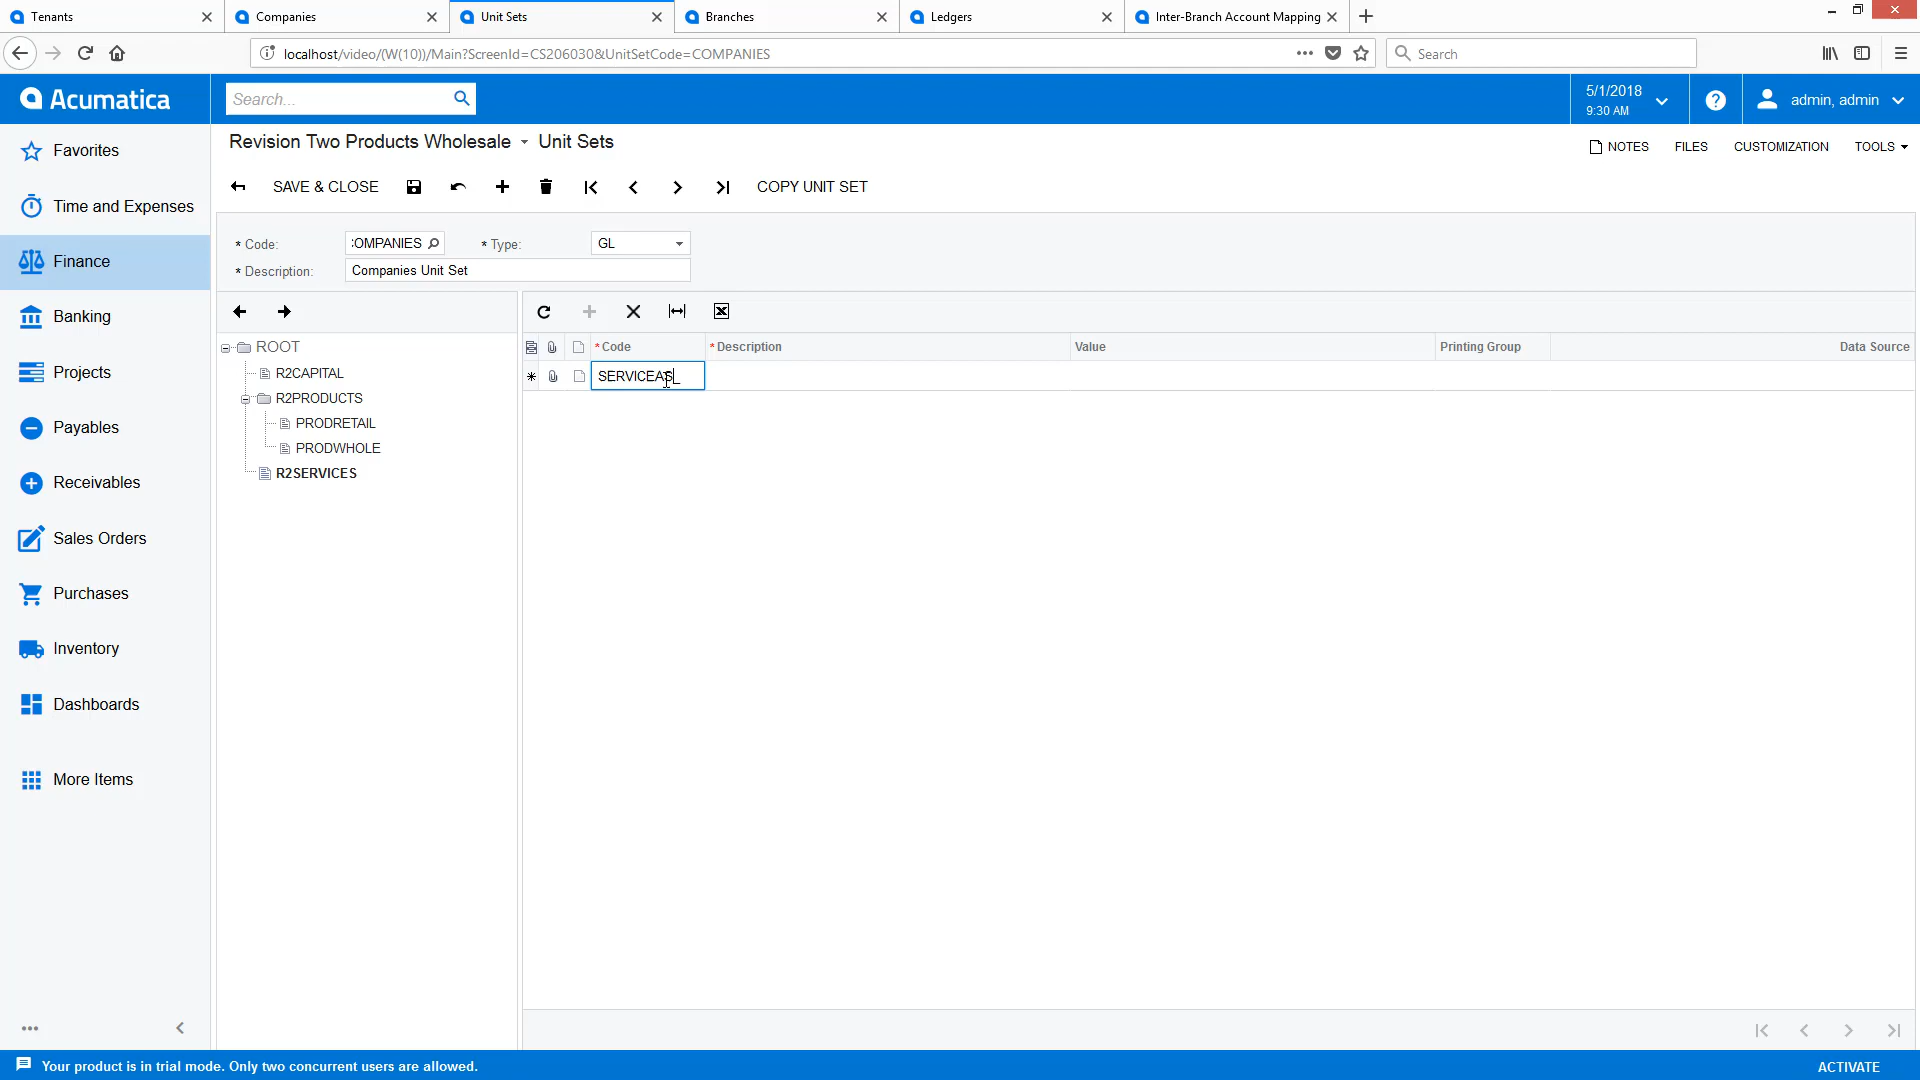 Tenants
Companies
Unit Sets
Branches
Ledgers
Inter-Branch Account Mapping
localhost/video/(W(10))/Main?ScreenId=CS206030&UnitSetCode=COMPANIES
Search
Acumatica
Search...
5/1/2018
9:30 AM
admin, admin
Favorites
Time and Expenses
Finance
Banking
Projects
Payables
Receivables
Sales Orders
Purchases
Inventory
Dashboards
More Items
Revision Two Products Wholesale
Unit Sets
NOTES
FILES
CUSTOMIZATION
TOOLS
SAVE & CLOSE
COPY UNIT SET
* Code:
:OMPANIES
* Type:
GL
* Description:
Companies Unit Set
ROOT
R2CAPITAL
R2PRODUCTS
PRODRETAIL
PRODWHOLE
R2SERVICES
* Code
* Description
Value
Printing Group
Data Source
SERVICEAS_
Your product is in trial mode. Only two concurrent users are allowed.
ACTIVATE